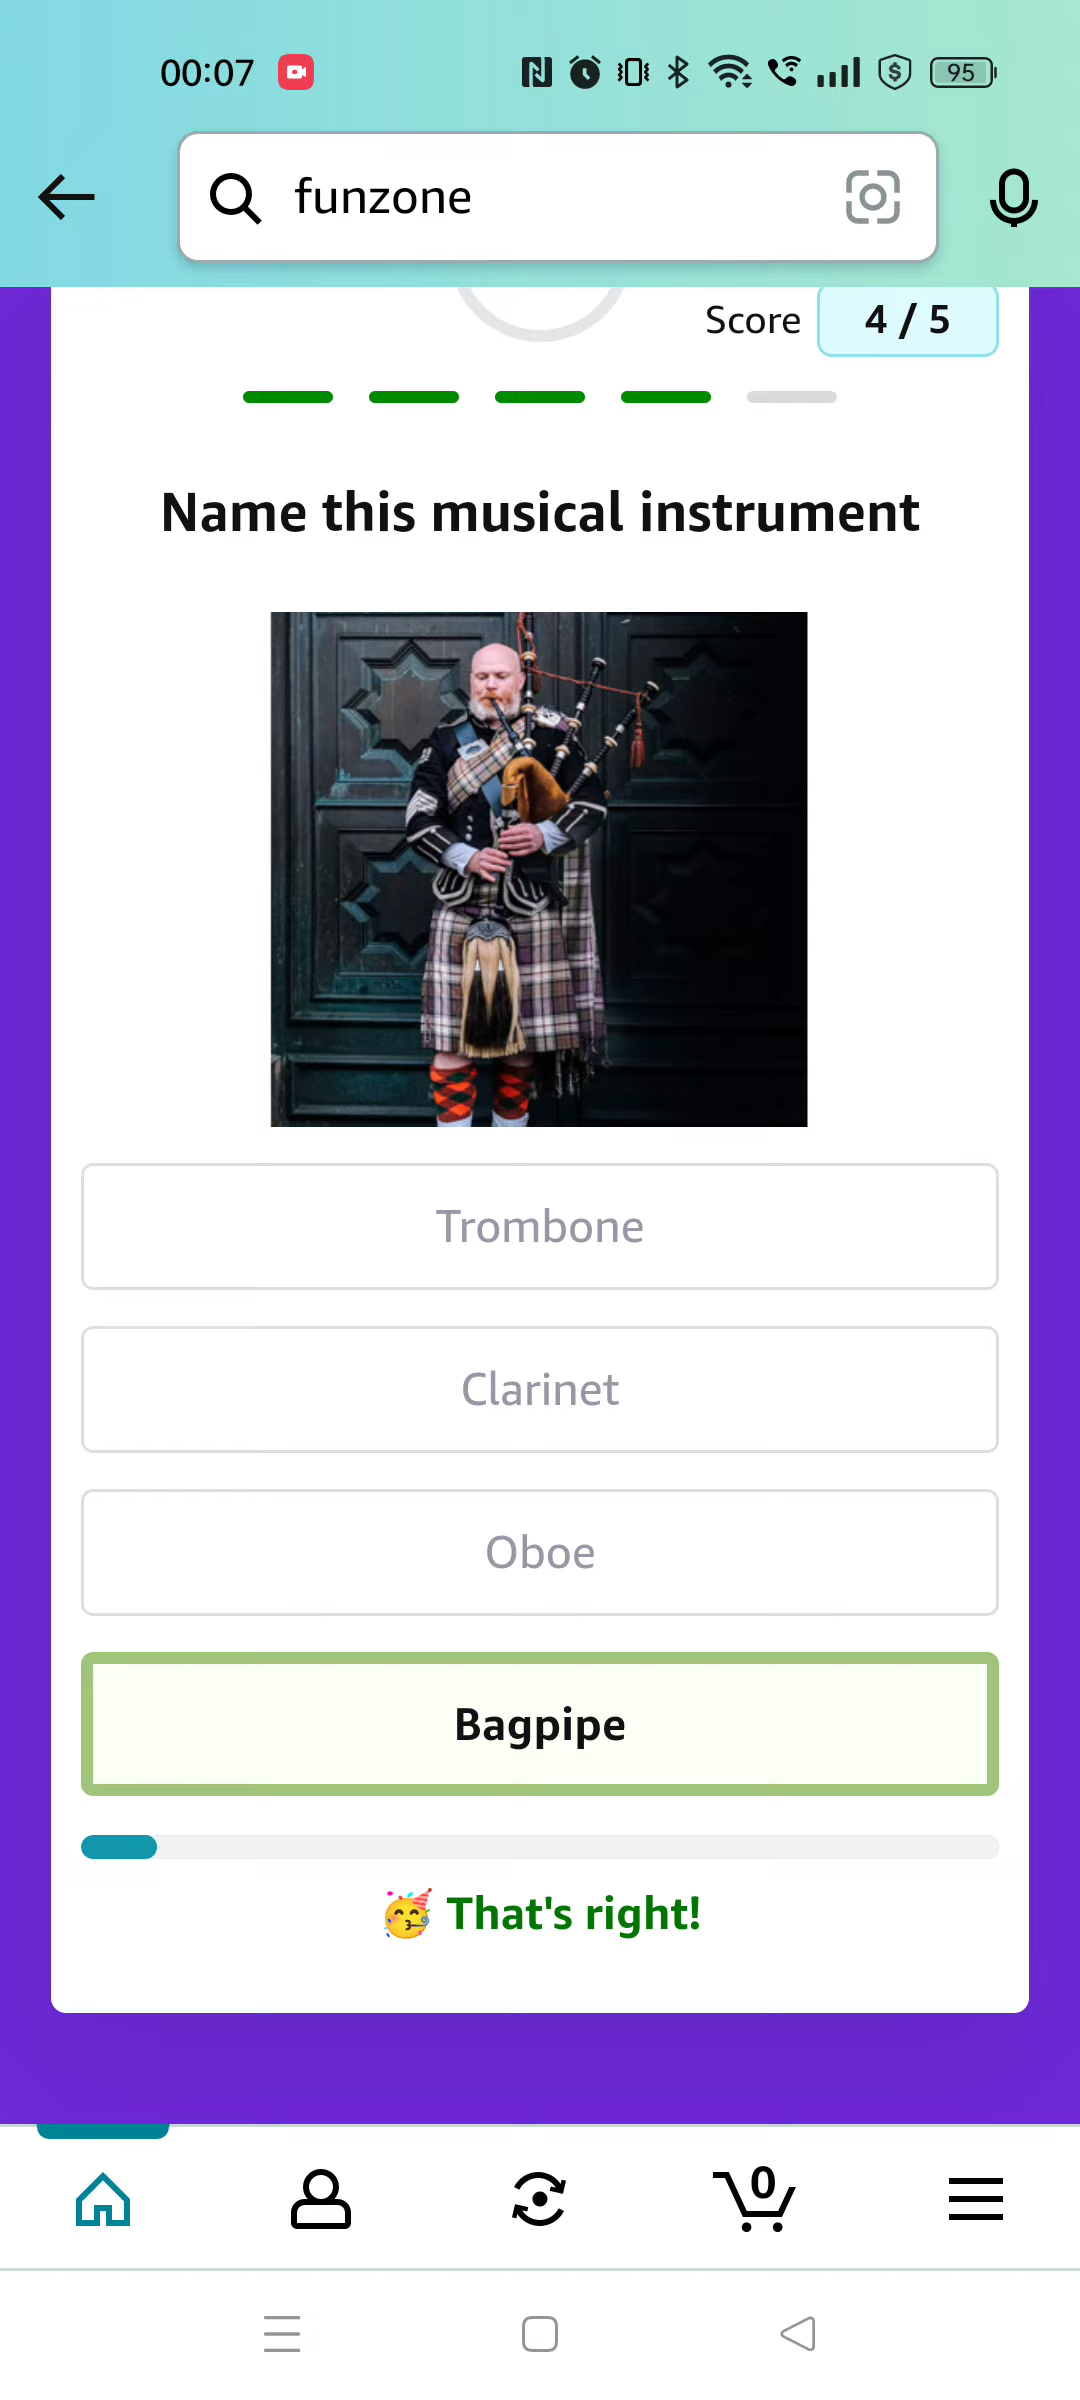 00:07
95
funzone
Score 4 / 5
Name this musical instrument
Trombone
Clarinet
Oboe
Bagpipe
That's right!
0